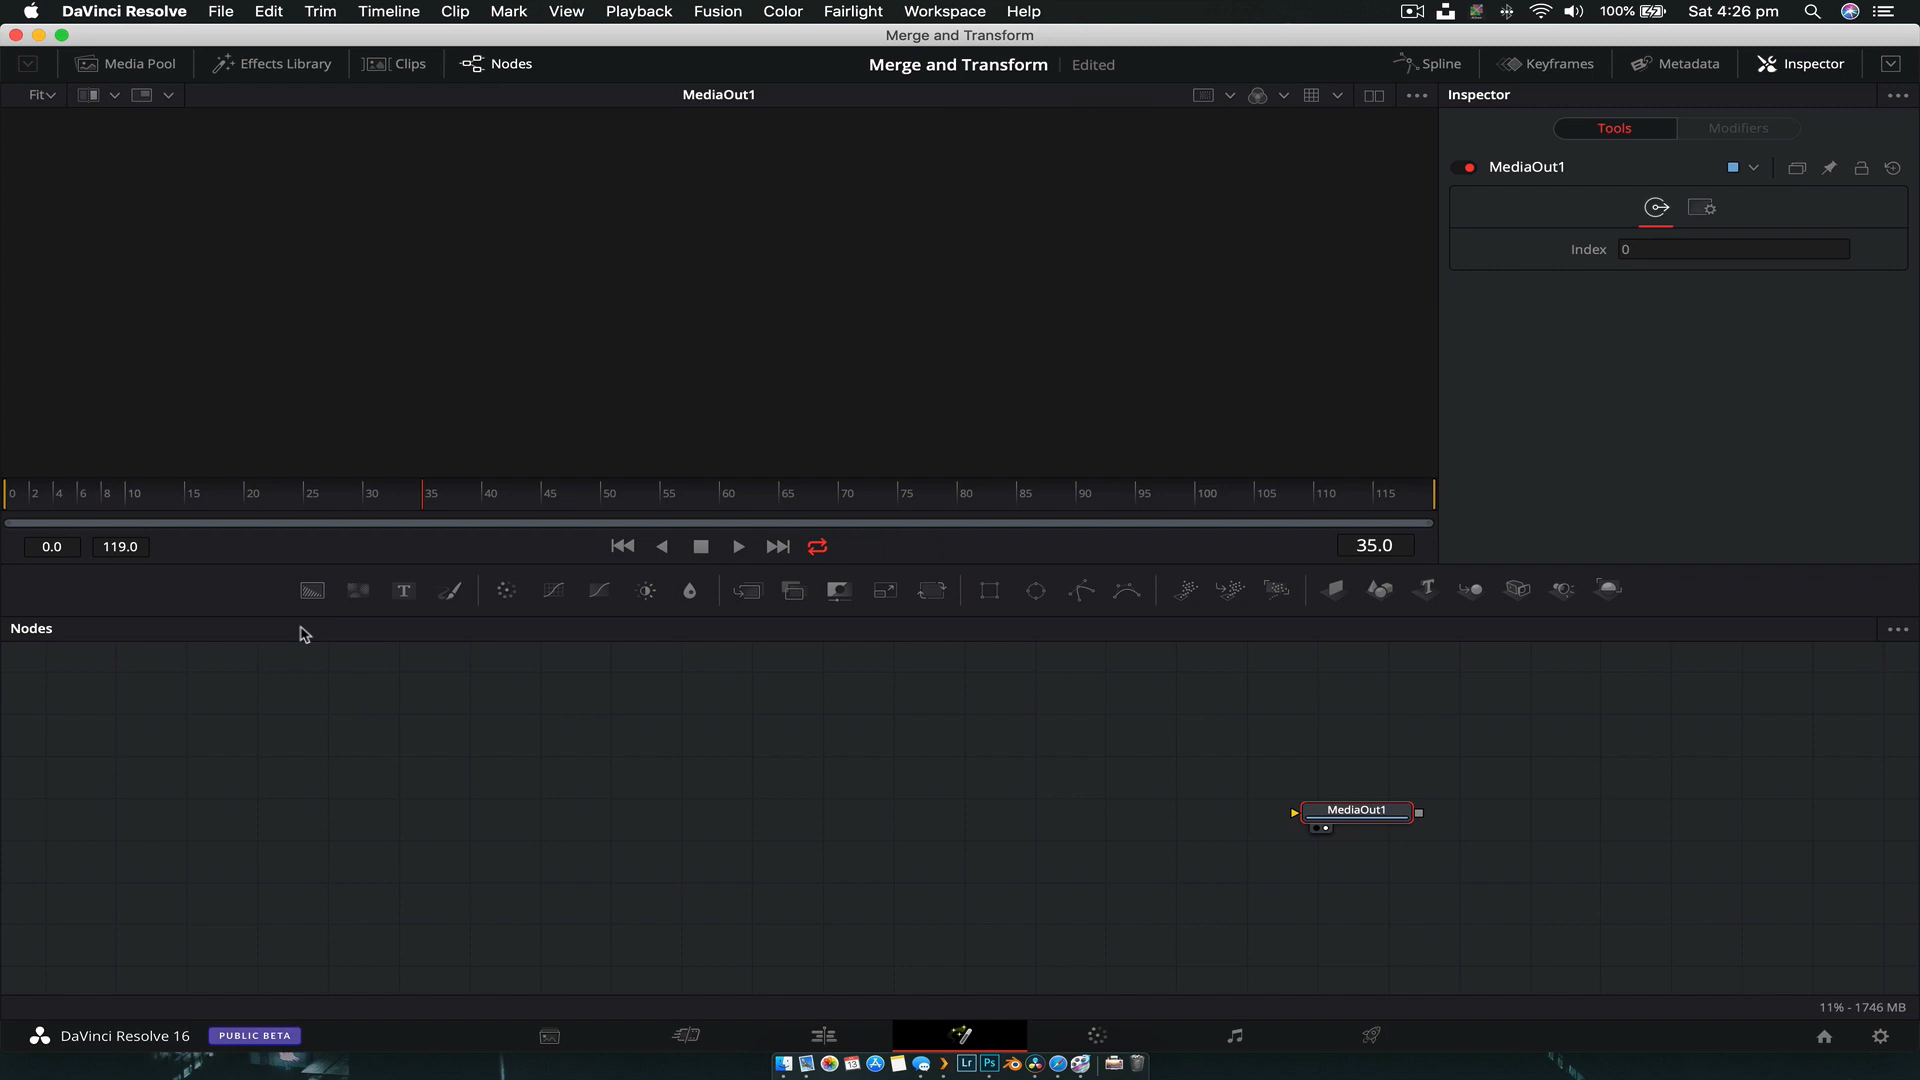 DaVinci Resolve File Edit Trim Timeline Clip Mark View Playback Fusion Color Fairlight Workspace Help 100% Sat 4:26 pm
Merge and Transform
Media Pool Effects Library Clips Nodes Merge and Transform Edited Spline Keyframes Metadata Inspector
Fit MediaOut1 Inspector
Tools Modifiers
MediaOut1
Index 0
0 2 4 6 8 10 15 20 25 30 35 40 45 50 55 60 65 70 75 80 85 90 95 100 105 110 115
0.0 119.0 35.0
T T
Nodes
MediaOut1
11% - 1746 MB
DaVinci Resolve 16 PUBLIC BETA
13 Lr Ps